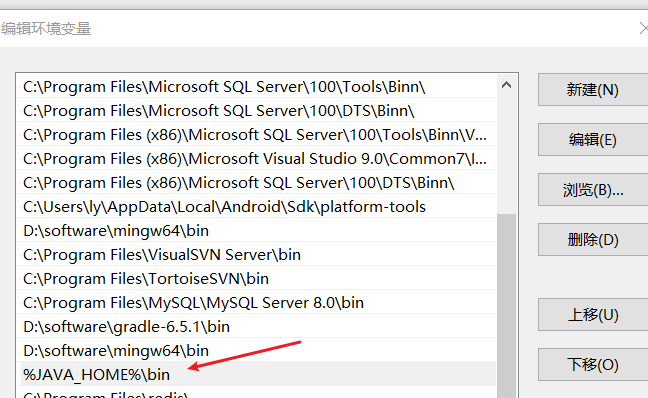 编辑环境变量
C:\Program Files\Microsoft SQL Server\100\Tools\Binn\
新建(N)
C:\Program Files\Microsoft SQL Server\100\DTS\Binn\
C:\Program Files (x86)\Microsoft SQL Server\100\Tools\Binn\V...
编辑(E)
C:\Program Files (x86)\Microsoft Visual Studio 9.0\Common7\I...
C:\Program Files (x86)\Microsoft SQL Server\100\DTS\Binn\
浏览(B)...
C:\Users\ly\AppData\Local\Android\Sdk\platform-tools
D:\software\mingw64\bin
删除(D)
C:\Program Files\VisualSVN Server\bin
C:\Program Files\TortoiseSVN\bin
C:\Program Files\MySQL\MySQL Server 8.0\bin
上移(U)
D:\software\gradle-6.5.1\bin
D:\software\mingw64\bin
下移(O)
%JAVA_HOME%\bin
C:\Program Files\redis\